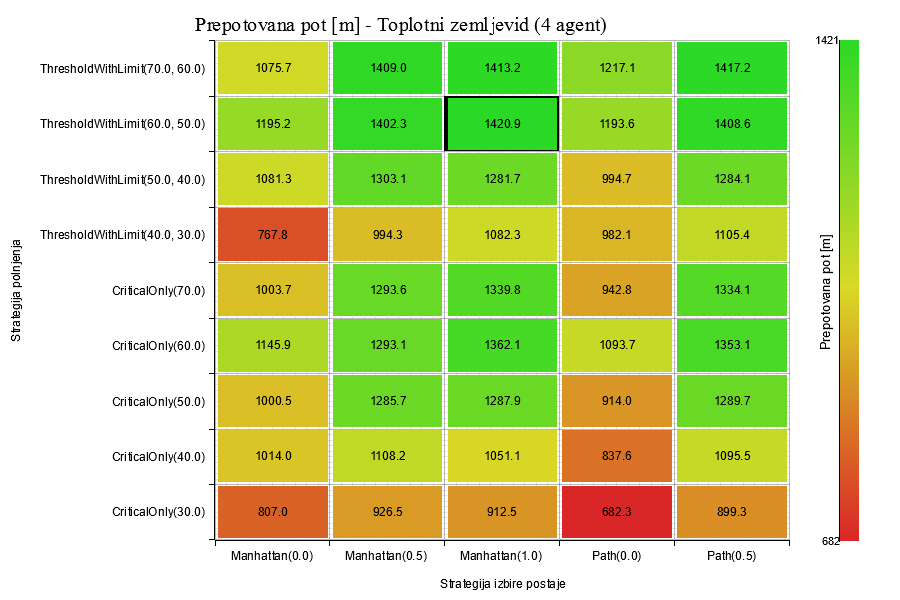 Prepotovana pot [m] - Toplotni zemljevid (4 agent)
1421
ThresholdWithLimit(70.0, 60.0) 1075.7 1409.0 1413.2 1217.1 1417.2
ThresholdWithLimit(60.0, 50.0) 1195.2 1402.3 1420.9 1193.6 1408.6
ThresholdWithLimit(50.0, 40.0) 1081.3 1303.1 1281.7 994.7 1284.1
ThresholdWithLimit(40.0, 30.0) 767.8 994.3 1082.3 982.1 1105.4
CriticalOnly(70.0) 1003.7 1293.6 1339.8 942.8 1334.1
CriticalOnly(60.0) 1145.9 1293.1 1362.1 1093.7 1353.1
CriticalOnly(50.0) 1000.5 1285.7 1287.9 914.0 1289.7
CriticalOnly(40.0) 1014.0 1108.2 1051.1 837.6 1095.5
CriticalOnly(30.0) 807.0 926.5 912.5 682.3 899.3
682
Manhattan(0.0) Manhattan(0.5) Manhattan(1.0) Path(0.0) Path(0.5)
Strategija izbire postaje
Strategija polnjenja
Prepotovana pot [m]